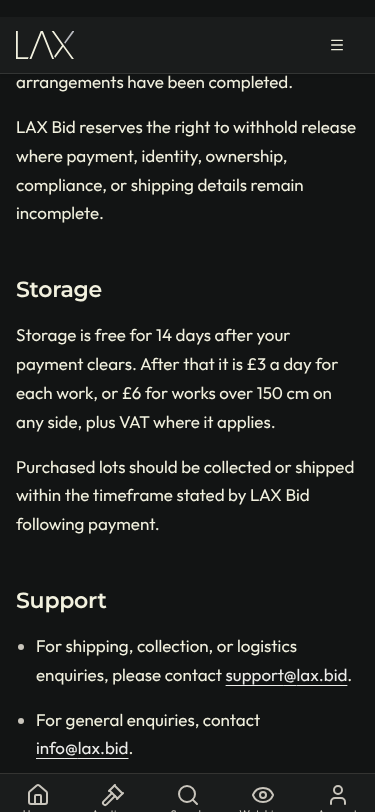 LAX
arrangements have been completed.
LAX Bid reserves the right to withhold release
where payment, identity, ownership,
compliance, or shipping details remain
incomplete.
Storage
Storage is free for 14 days after your
payment clears. After that it is £3 a day for
each work, or £6 for works over 150 cm on
any side, plus VAT where it applies.
Purchased lots should be collected or shipped
within the timeframe stated by LAX Bid
following payment.
Support
For shipping, collection, or logistics
enquiries, please contact support@lax.bid.
For general enquiries, contact
info@lax.bid.